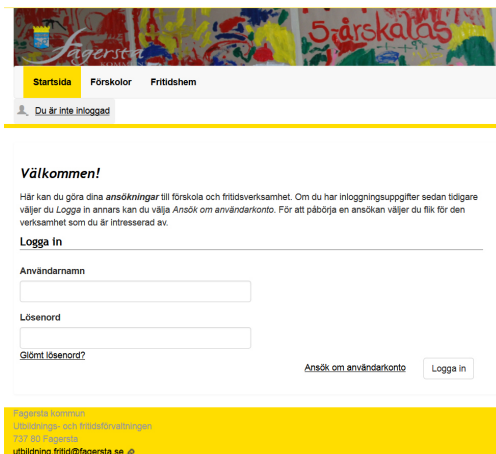 5-årskalas
Fagersta
KOMMUN
Startsida Förskolor Fritidshem
Du är inte inloggad
Välkommen!
Här kan du göra dina ansökningar till förskola och fritidsverksamhet. Om du har inloggningsuppgifter sedan tidigare
väljer du Logga in annars kan du välja Ansök om användarkonto. För att påbörja en ansökan väljer du flik för den
verksamhet som du är intresserad av.
Logga in
Användarnamn
Lösenord
Glömt lösenord?
Ansök om användarkonto Logga in
Fagersta kommun
Utbildnings- och fritidsförvaltningen
737 80 Fagersta
utbildning.fritid@fagersta.se